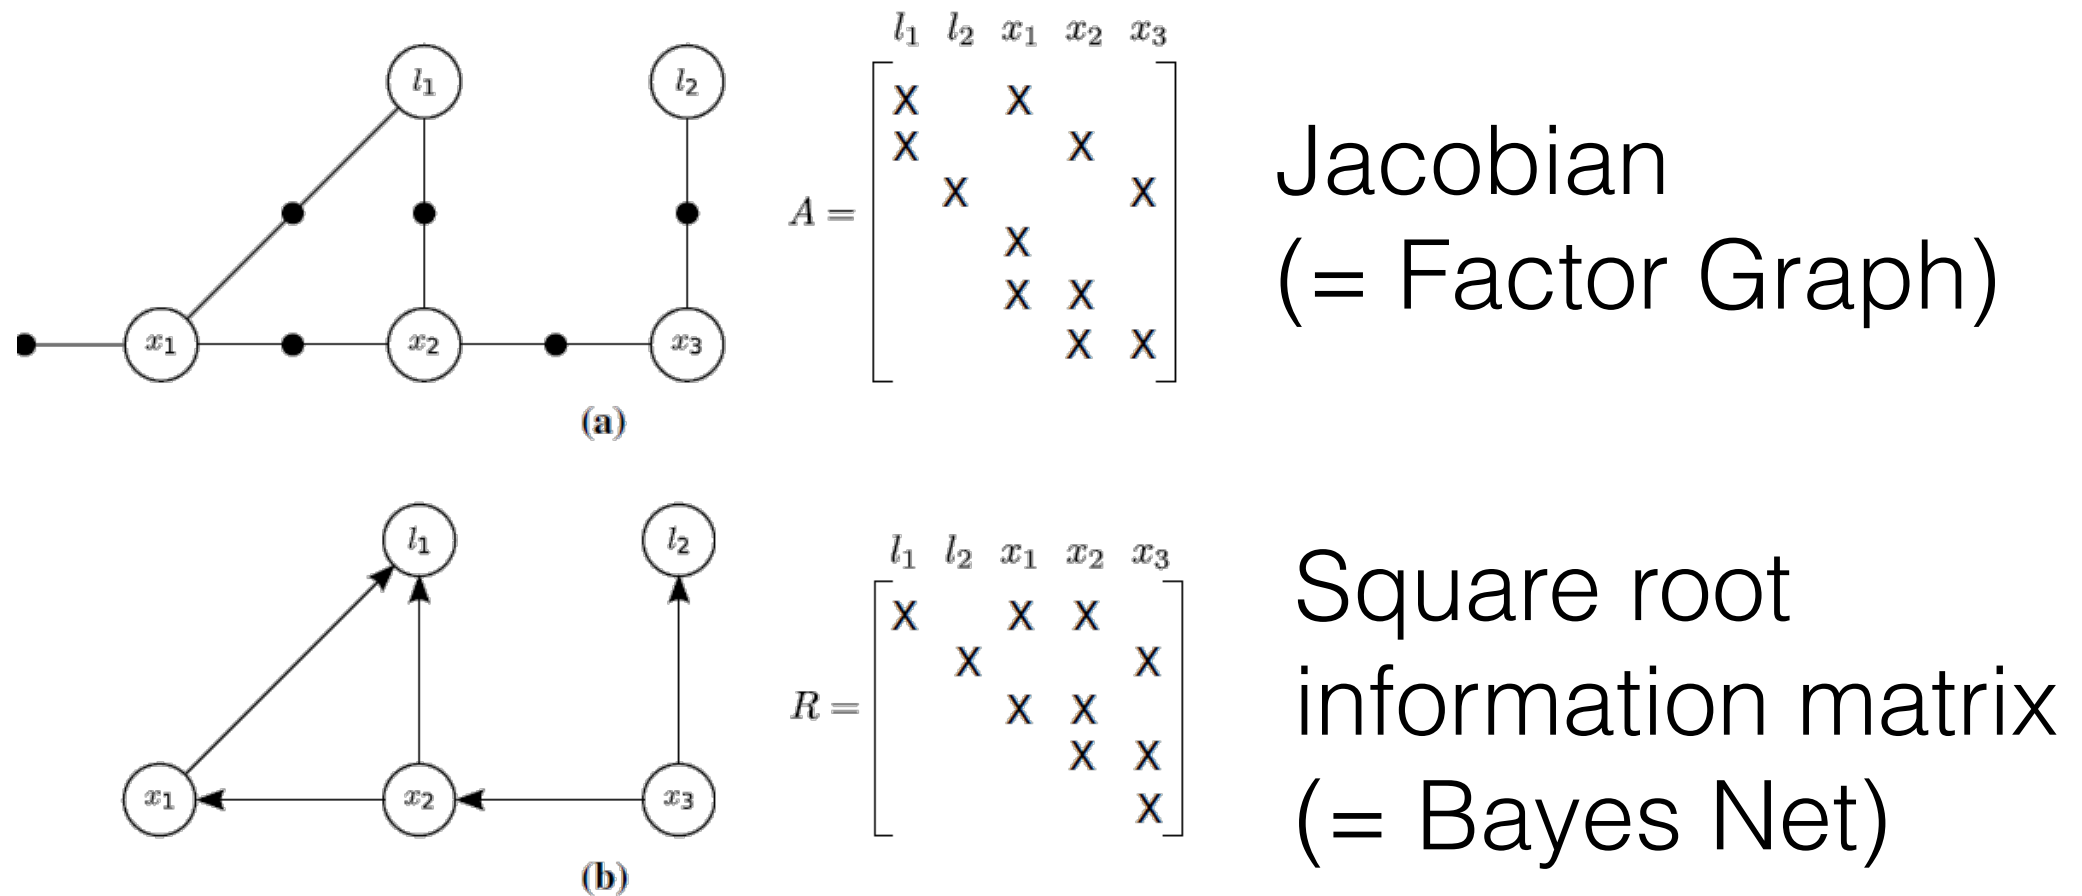 l₁ l₂
x₁ x₂ x₃
(a)
l₁ l₂ x₁ x₂ x₃
X X
X X
A = X X
X
X X
X X
Jacobian
(= Factor Graph)
l₁ l₂
x₁ x₂ x₃
(b)
l₁ l₂ x₁ x₂ x₃
X X X
X X
R = X X
X X
X
Square root
information matrix
(= Bayes Net)